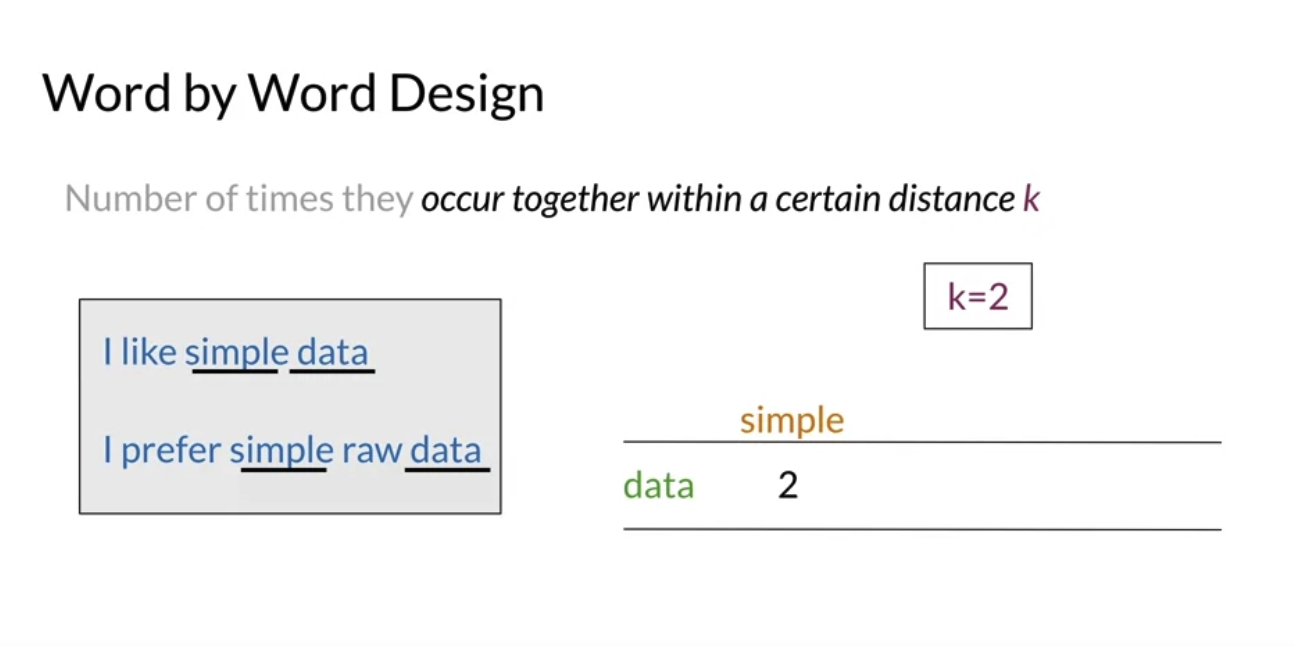 Word by Word Design
Number of times they occur together within a certain distance k
k=2
I like simple data
I prefer simple raw data
simple
data 2